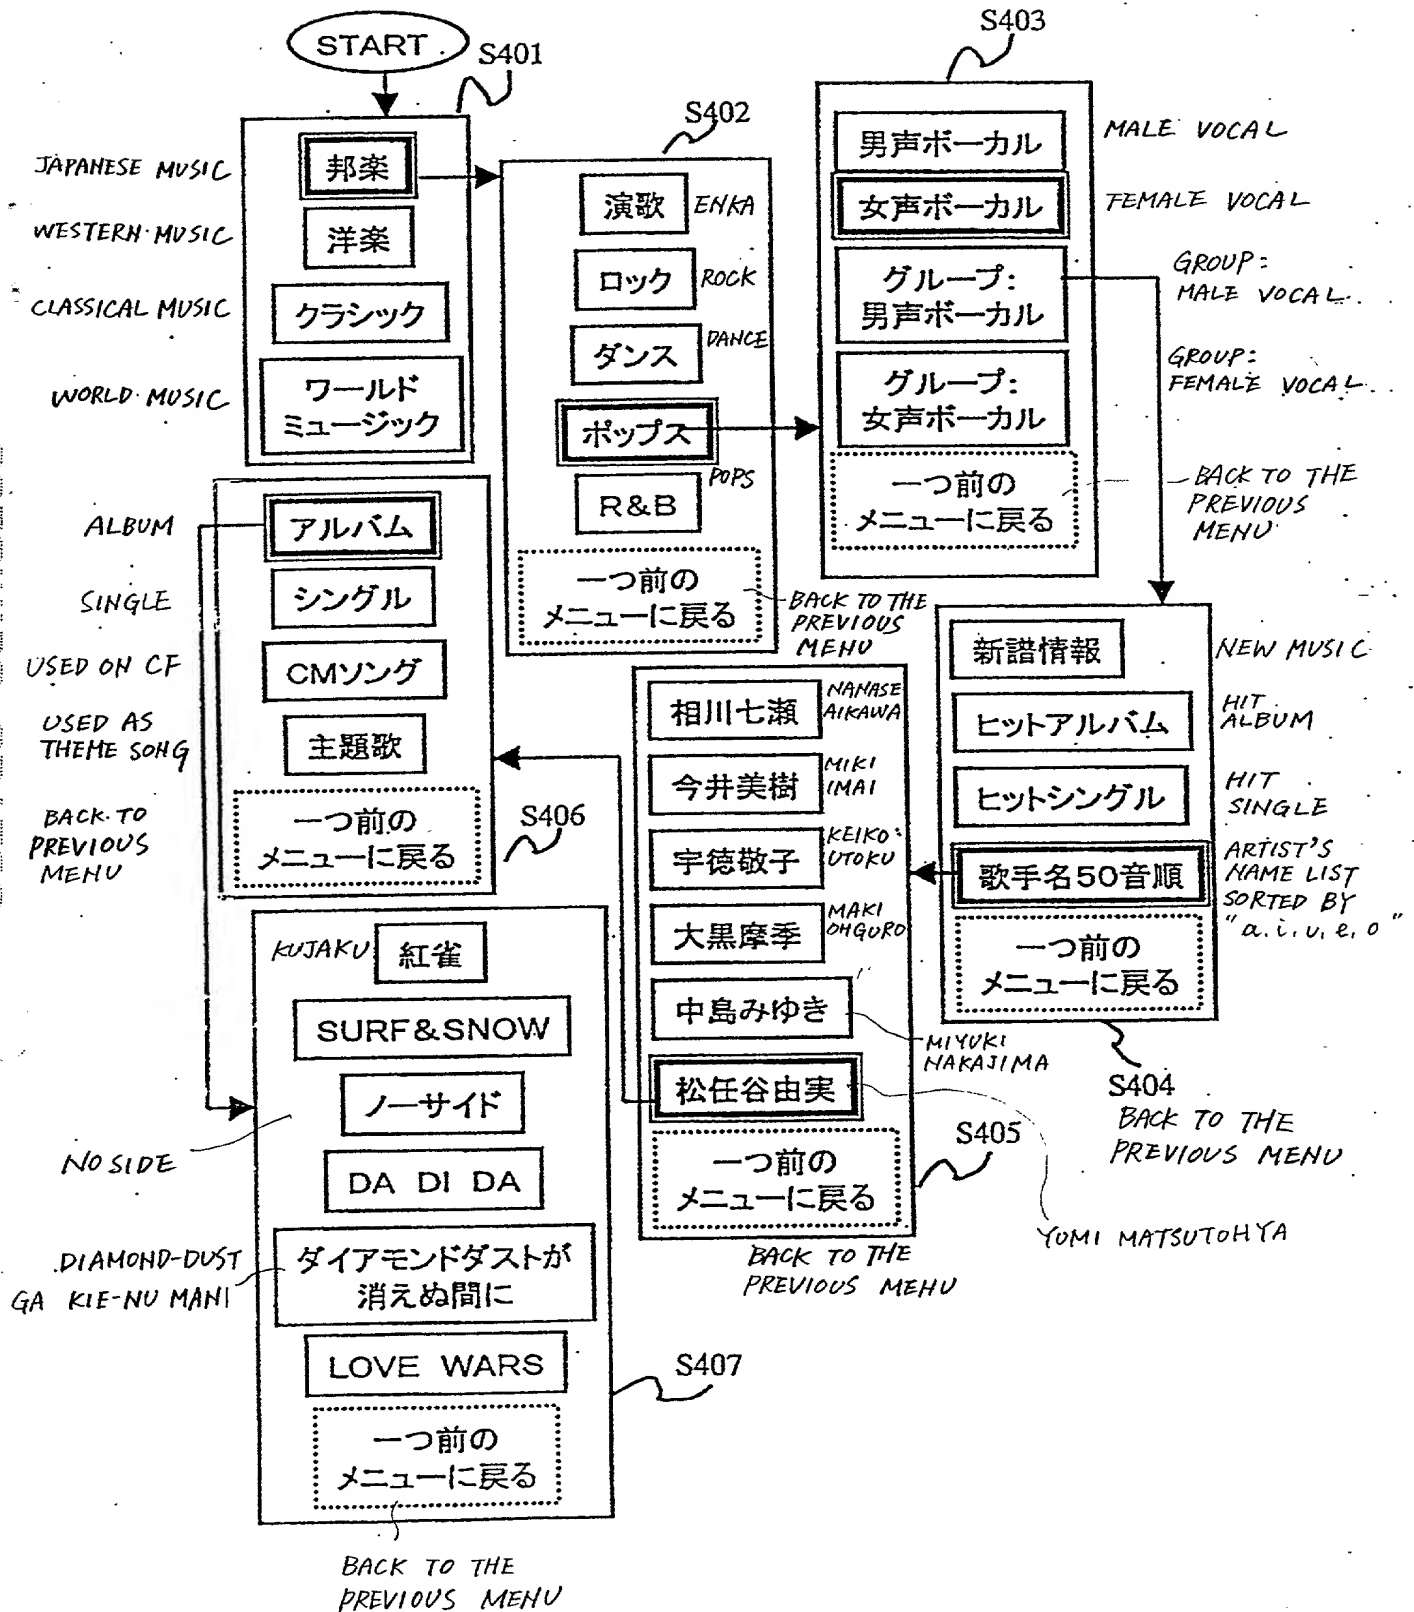 START
S401
邦楽
洋楽
クラシック
ワールド
ミュージック
JAPANESE MUSIC
WESTERN MUSIC
CLASSICAL MUSIC
WORLD MUSIC
S402
演歌
ENKA
ロック
ROCK
ダンス
DANCE
ポップス
POPS
R&B
一つ前の
メニューに戻る
BACK TO THE
PREVIOUS
MENU
S403
男声ボーカル
MALE VOCAL
女声ボーカル
FEMALE VOCAL
グループ:
男声ボーカル
GROUP:
MALE VOCAL
グループ:
女声ボーカル
GROUP:
FEMALE VOCAL
一つ前の
メニューに戻る
BACK TO THE
PREVIOUS
MENU
新譜情報
NEW MUSIC
ヒットアルバム
HIT
ALBUM
ヒットシングル
HIT
SINGLE
歌手名50音順
ARTIST'S
NAME LIST
SORTED BY
"a.i.u.e.o"
一つ前の
メニューに戻る
S404
BACK TO THE
PREVIOUS MENU
相川七瀬
NANASE
AIKAWA
今井美樹
MIKI
IMAI
宇徳敬子
KEIKO
UTOKU
大黒摩季
MAKI
OHGURO
中島みゆき
MIYUKI
NAKAJIMA
松任谷由実
YUMI MATSUTOHYA
一つ前の
メニューに戻る
S405
BACK TO THE
PREVIOUS MENU
ALBUM
アルバム
SINGLE
シングル
USED ON CF
CMソング
USED AS
THEME SONG
主題歌
BACK TO
PREVIOUS
MENU
一つ前の
メニューに戻る
S406
KUJAKU
紅雀
SURF&SNOW
ノーサイド
NO SIDE
DA DI DA
DIAMOND-DUST
GA KIE-NU MANI
ダイアモンドダストが
消えぬ間に
LOVE WARS
S407
一つ前の
メニューに戻る
BACK TO THE
PREVIOUS MENU